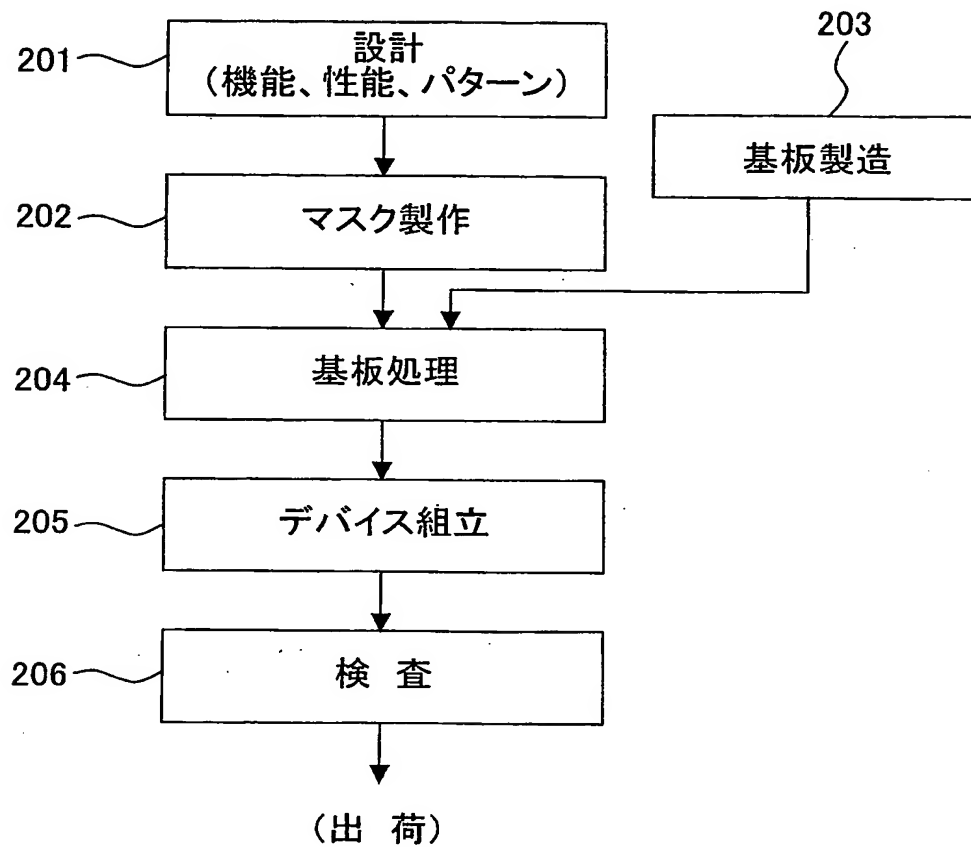 201
設計
(機能、性能、パターン)
203
基板製造
202
マスク製作
204
基板処理
205
デバイス組立
206
検 査
(出 荷)